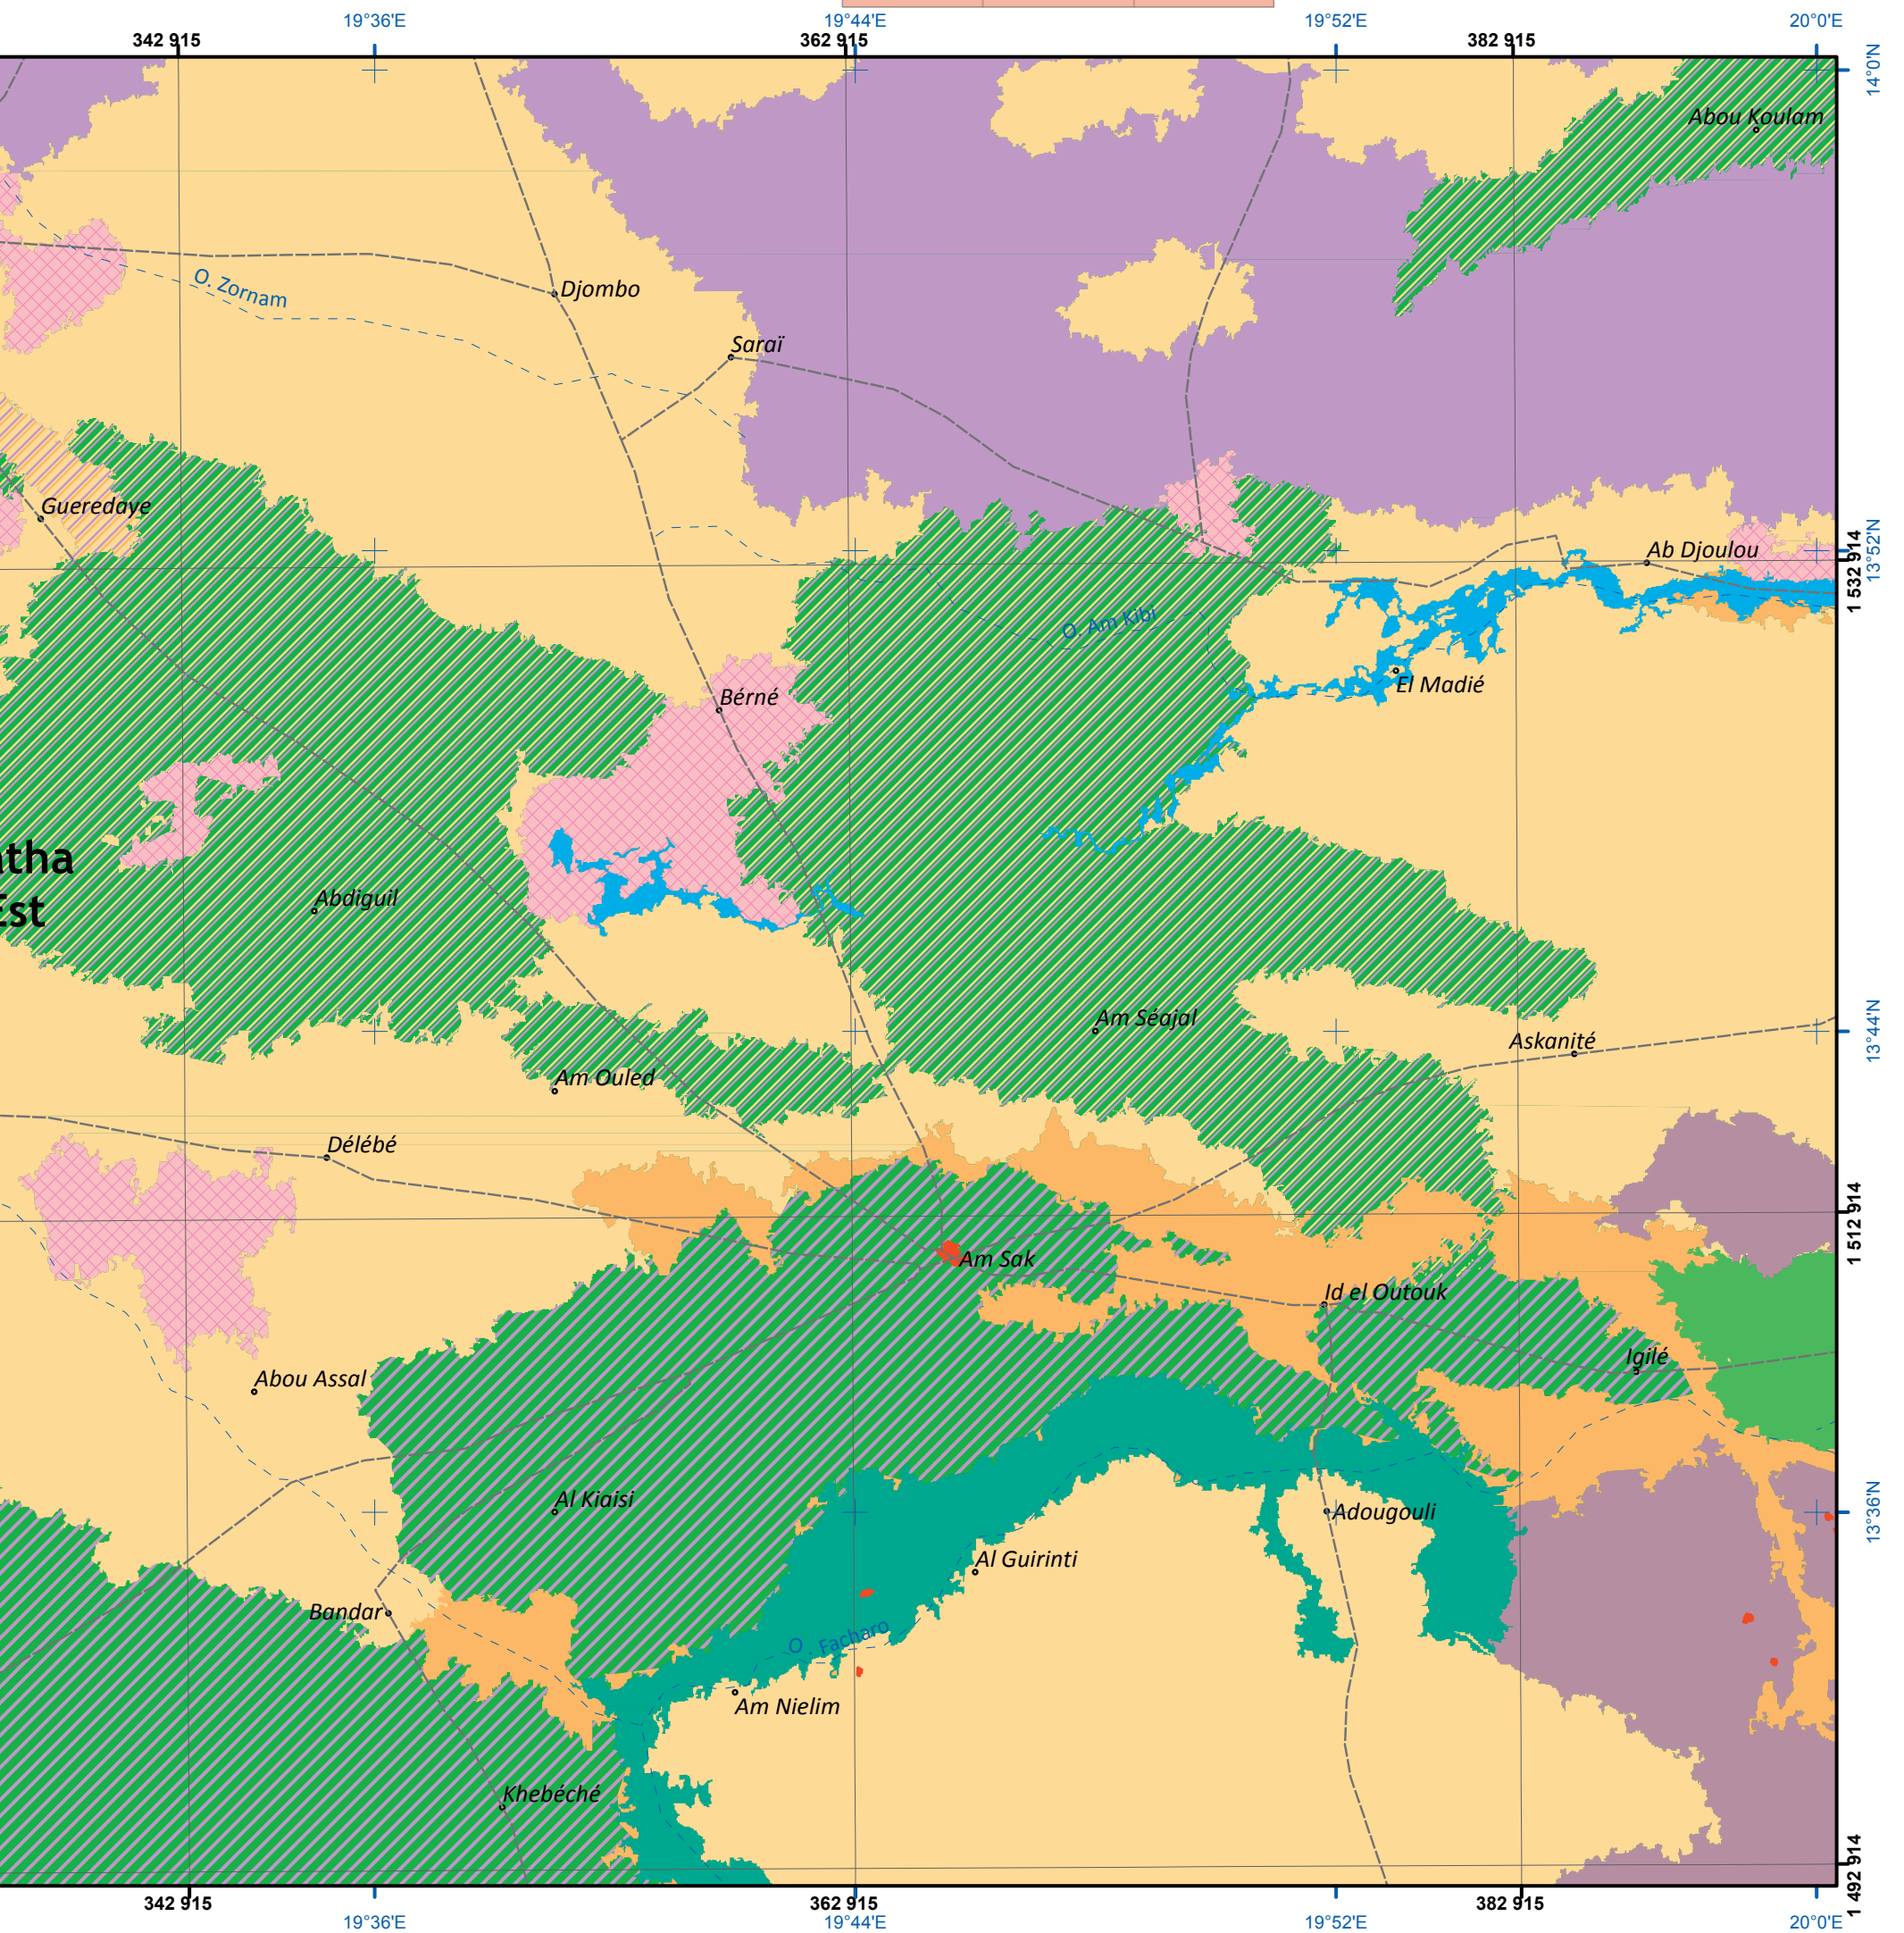 19°36'E
19°44'E
19°52'E
20°0'E
342 915
362 915
382 915
14°0'N
Abou Koulam
O. Zornam
Djombo
Saraï
Gueredaye
13°52'N
1 532 914
Ab Djoulou
O. Am Kibi
El Madié
Bérné
atha
Est
Abdiguil
Am Séajal
Askanité
13°44'N
Am Ouled
Délébé
1 512 914
Am Sak
Id el Outouk
Igilé
Abou Assal
Al Kiaisi
Adougouli
13°36'N
Al Guirinti
Bandar
O. Facharo
Am Nielim
Khebéché
1 492 914
342 915
362 915
382 915
19°36'E
19°44'E
19°52'E
20°0'E